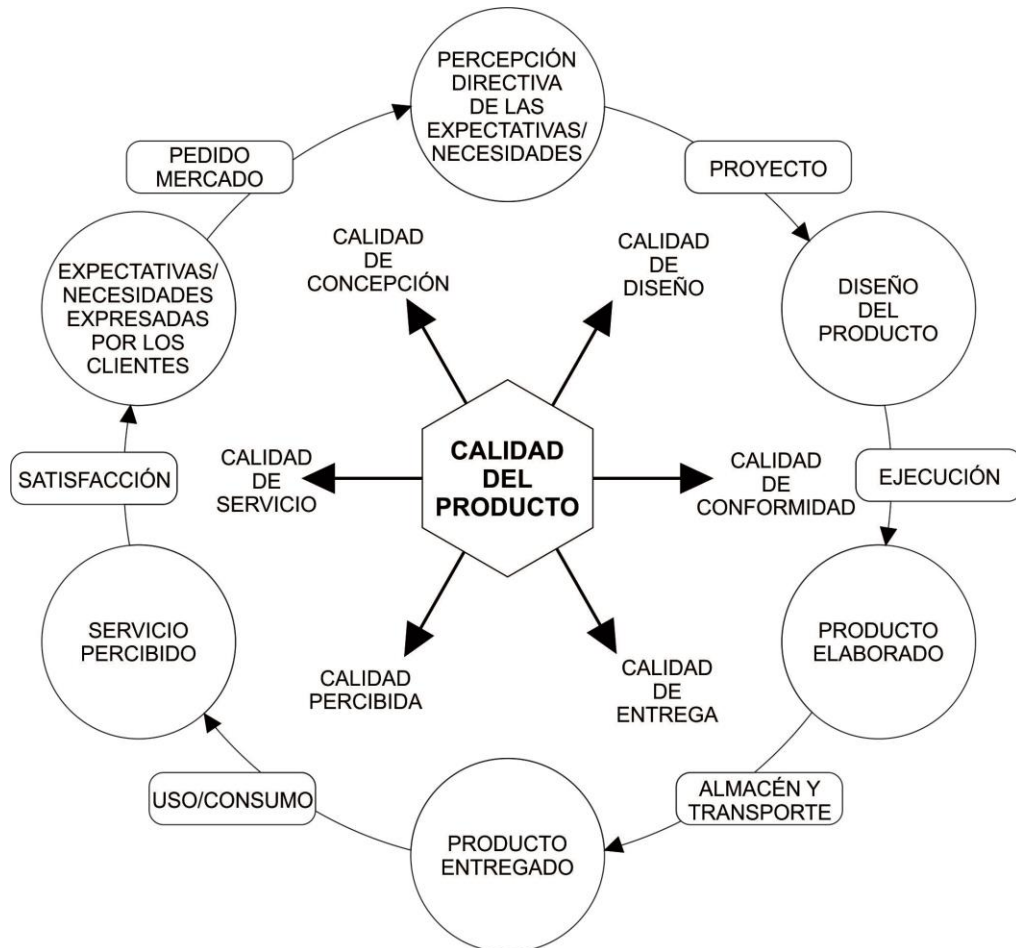 PERCEPCIÓN
DIRECTIVA
DE LAS
EXPECTATIVAS/
NECESIDADES
PEDIDO
MERCADO
PROYECTO
CALIDAD
DE
CONCEPCIÓN
CALIDAD
DE
DISEÑO
EXPECTATIVAS/
NECESIDADES
EXPRESADAS
POR LOS
CLIENTES
DISEÑO
DEL
PRODUCTO
SATISFACCIÓN
CALIDAD
DE
SERVICIO
CALIDAD
DEL
PRODUCTO
CALIDAD
DE
CONFORMIDAD
EJECUCIÓN
SERVICIO
PERCIBIDO
CALIDAD
PERCIBIDA
CALIDAD
DE
ENTREGA
PRODUCTO
ELABORADO
USO/CONSUMO
PRODUCTO
ENTREGADO
ALMACÉN Y
TRANSPORTE